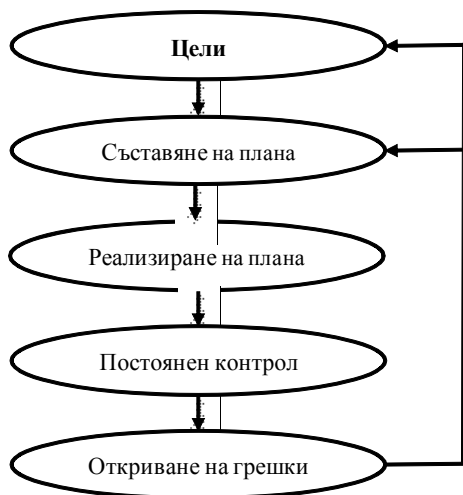 Цели
Съставяне на плана
Реализиране на плана
Постоянен контрол
Откриване на грешки